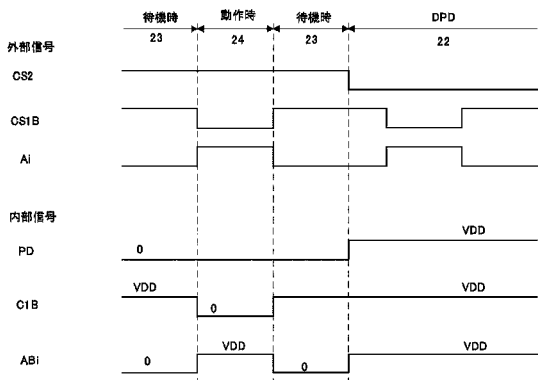 待機時 動作時 待機時 DPD
23 24 23 22
外部信号
CS2
CS1B
Ai
内部信号
PD 0 VDD
C1B VDD 0 VDD
ABi 0 VDD 0 VDD